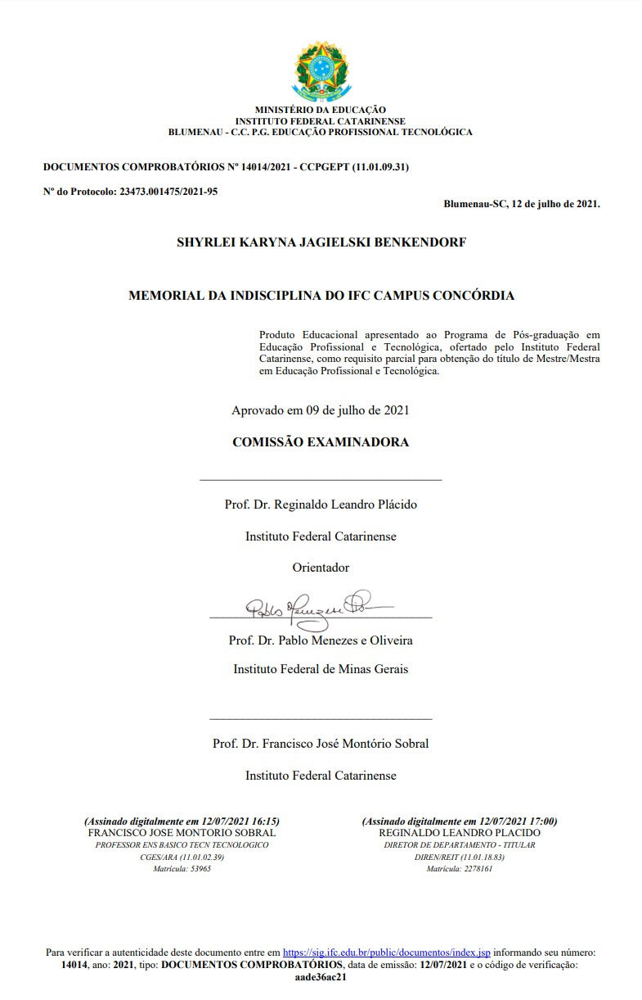 MINISTÉRIO DA EDUCAÇÃO
INSTITUTO FEDERAL CATARINENSE
BLUMENAU - C.C. P.G. EDUCAÇÃO PROFISSIONAL TECNOLÓGICA
DOCUMENTOS COMPROBATÓRIOS Nº 14014/2021 - CCPGEPT (11.01.09.31)
Nº do Protocolo: 23473.001475/2021-95
Blumenau-SC, 12 de julho de 2021.
SHYRLEI KARYNA JAGIELSKI BENKENDORF
MEMORIAL DA INDISCIPLINA DO IFC CAMPUS CONCÓRDIA
Produto Educacional apresentado ao Programa de Pós-graduação em
Educação Profissional e Tecnológica, ofertado pelo Instituto Federal
Catarinense, como requisito parcial para obtenção do título de Mestre/Mestra
em Educação Profissional e Tecnológica.
Aprovado em 09 de julho de 2021
COMISSÃO EXAMINADORA
Prof. Dr. Reginaldo Leandro Plácido
Instituto Federal Catarinense
Orientador
Pablo Menezes
Prof. Dr. Pablo Menezes e Oliveira
Instituto Federal de Minas Gerais
Prof. Dr. Francisco José Montório Sobral
Instituto Federal Catarinense
(Assinado digitalmente em 12/07/2021 16:15)
FRANCISCO JOSE MONTORIO SOBRAL
PROFESSOR ENS BASICO TECN TECNOLOGICO
CGES/ARA (11.01.02.39)
Matrícula: 53965
(Assinado digitalmente em 12/07/2021 17:00)
REGINALDO LEANDRO PLACIDO
DIRETOR DE DEPARTAMENTO - TITULAR
DIREN/REIT (11.01.18.83)
Matrícula: 2278161
Para verificar a autenticidade deste documento entre em https://sig.ifc.edu.br/public/documentos/index.jsp informando seu número:
14014, ano: 2021, tipo: DOCUMENTOS COMPROBATÓRIOS, data de emissão: 12/07/2021 e o código de verificação:
aade36ac21